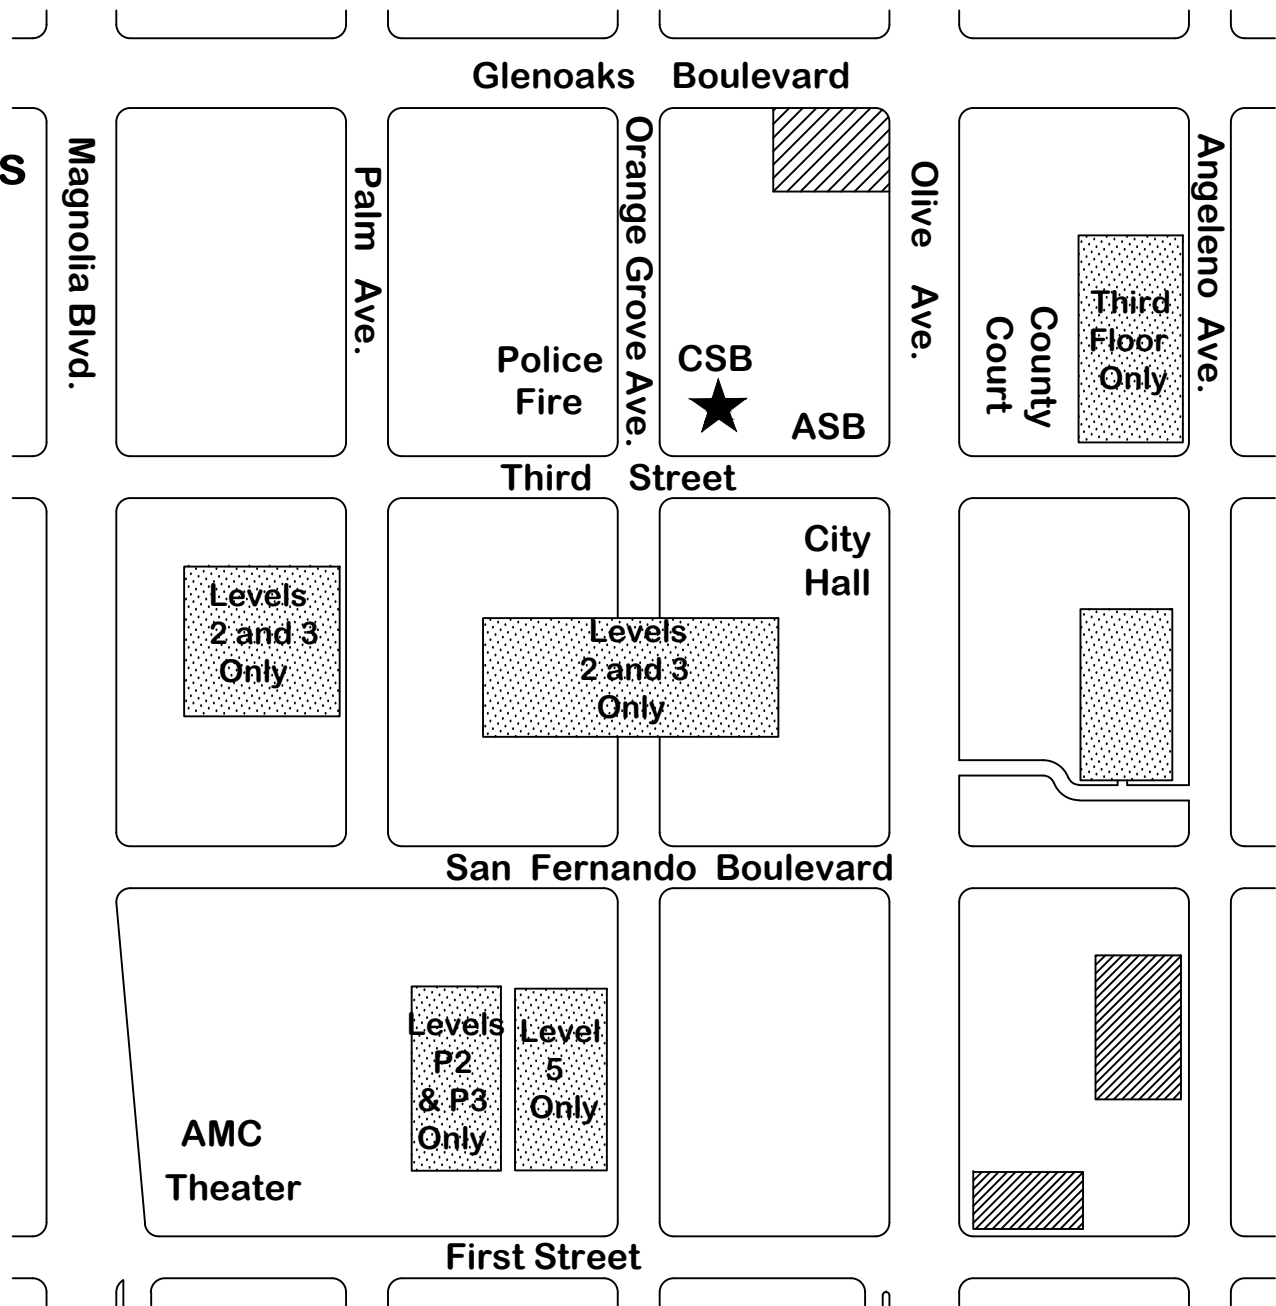 Glenoaks Boulevard
S
Magnolia Blvd.
Palm Ave.
Orange Grove Ave.
Olive Ave.
Angeleno Ave.
Police
Fire
CSB
ASB
County
Court
Third
Floor
Only
Third Street
City
Hall
Levels
2 and 3
Only
Levels
2 and 3
Only
San Fernando Boulevard
Levels
P2
& P3
Only
Level
5
Only
AMC
Theater
First Street